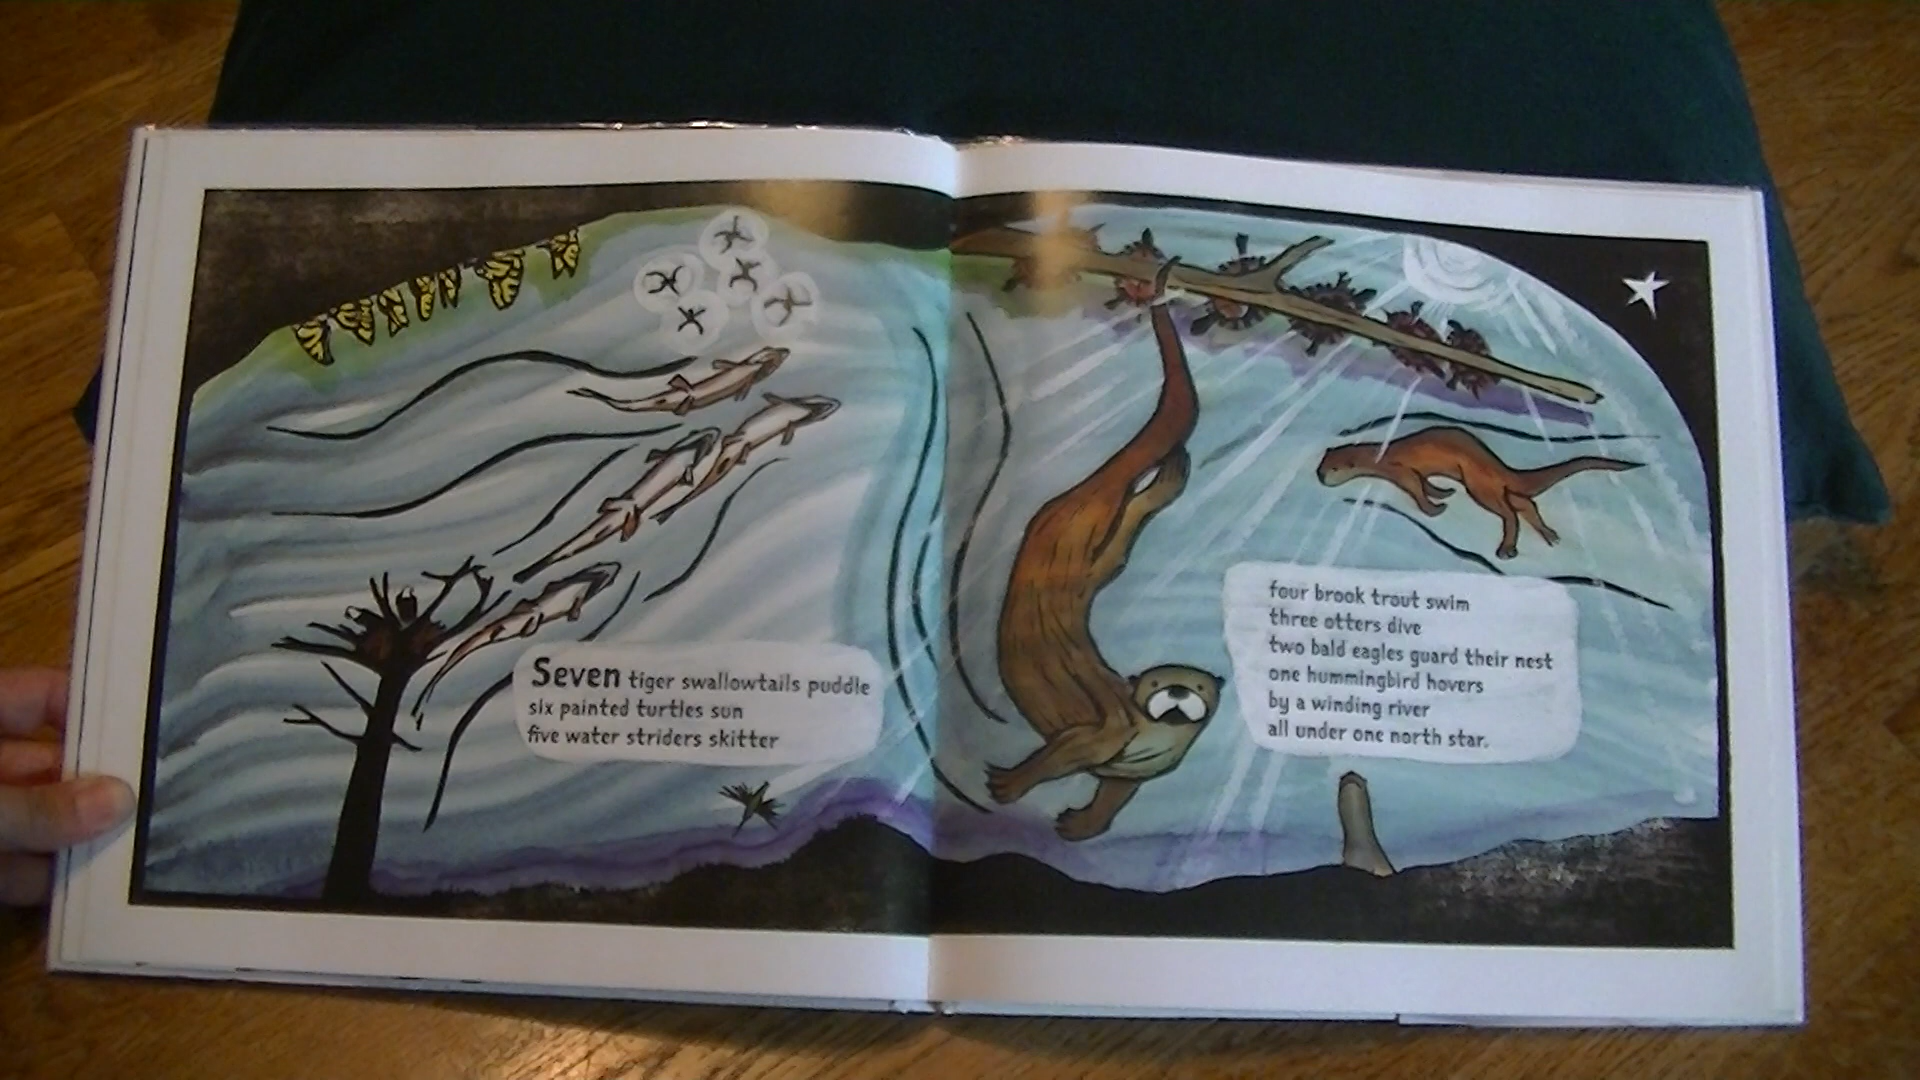 Seven tiger swallowtails puddle
six painted turtles sun
five water striders skitter
four brook trout swim
three otters dive
two bald eagles guard their nest
one hummingbird hovers
by a winding river
all under one north star.